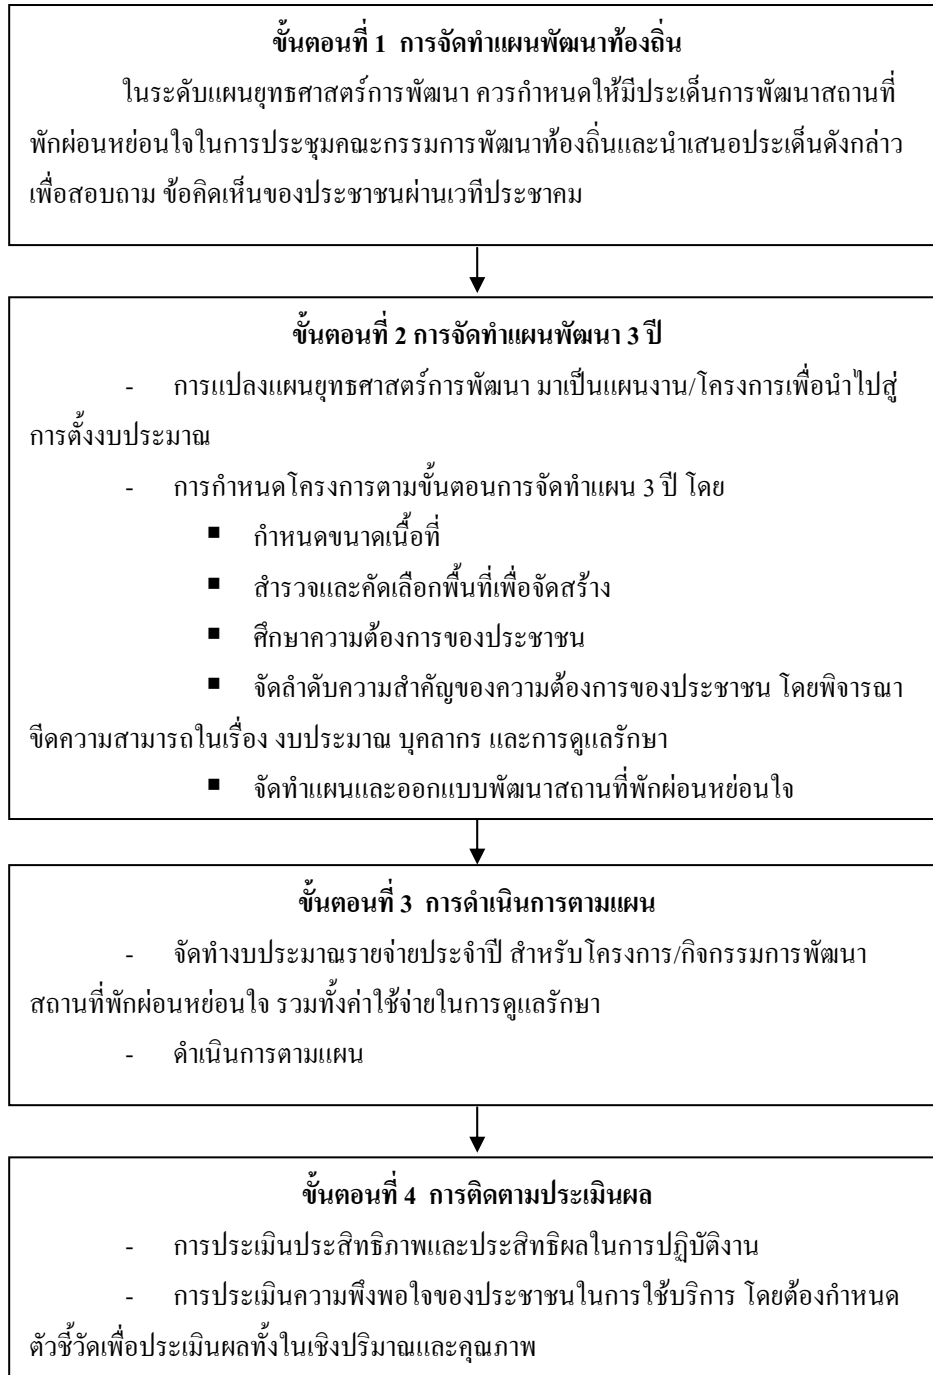 ขั้นตอนที่ 1  การจัดทำแผนพัฒนาท้องถิ่น
ในระดับแผนยุทธศาสตร์การพัฒนา ควรกำหนดให้มีประเด็นการพัฒนาสถานที่
พักผ่อนหย่อนใจในการประชุมคณะกรรมการพัฒนาท้องถิ่นและนำเสนอประเด็นดังกล่าว
เพื่อสอบถาม ข้อคิดเห็นของประชาชนผ่านเวทีประชาคม
ขั้นตอนที่ 2 การจัดทำแผนพัฒนา 3 ปี
- การแปลงแผนยุทธศาสตร์การพัฒนา มาเป็นแผนงาน/โครงการเพื่อนำไปสู่
การตั้งงบประมาณ
- การกำหนดโครงการตามขั้นตอนการจัดทำแผน 3 ปี โดย
▪ กำหนดขนาดเนื้อที่
▪ สำรวจและคัดเลือกพื้นที่เพื่อจัดสร้าง
▪ ศึกษาความต้องการของประชาชน
▪ จัดลำดับความสำคัญของความต้องการของประชาชน โดยพิจารณา
ขีดความสามารถในเรื่อง งบประมาณ บุคลากร และการดูแลรักษา
▪ จัดทำแผนและออกแบบพัฒนาสถานที่พักผ่อนหย่อนใจ
ขั้นตอนที่ 3  การดำเนินการตามแผน
- จัดทำงบประมาณรายจ่ายประจำปี สำหรับโครงการ/กิจกรรมการพัฒนา
สถานที่พักผ่อนหย่อนใจ รวมทั้งค่าใช้จ่ายในการดูแลรักษา
- ดำเนินการตามแผน
ขั้นตอนที่ 4  การติดตามประเมินผล
- การประเมินประสิทธิภาพและประสิทธิผลในการปฏิบัติงาน
- การประเมินความพึงพอใจของประชาชนในการใช้บริการ โดยต้องกำหนด
ตัวชี้วัดเพื่อประเมินผลทั้งในเชิงปริมาณและคุณภาพ